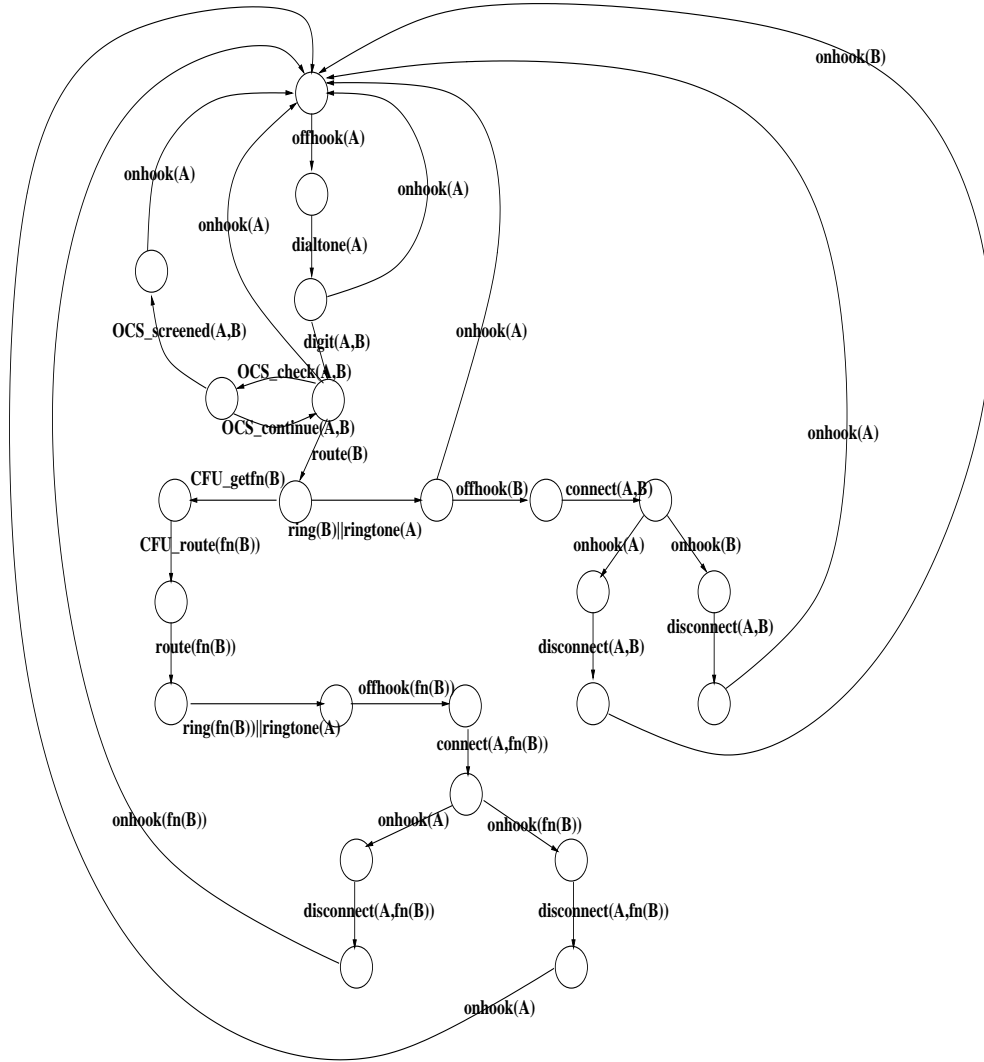 onhook(B)
offhook(A)
onhook(A)
onhook(A)
onhook(A)
dialtone(A)
OCS_screened(A,B)
onhook(A)
digit(A,B)
OCS_check(A,B)
OCS_continue(A,B)
onhook(A)
route(B)
CFU_getfn(B)
offhook(B)
connect(A,B)
ring(B)||ringtone(A)
CFU_route(fn(B))
onhook(A)
onhook(B)
disconnect(A,B)
route(fn(B))
disconnect(A,B)
offhook(fn(B))
ring(fn(B))||ringtone(A)
connect(A,fn(B))
onhook(fn(B))
onhook(A)
onhook(fn(B))
disconnect(A,fn(B))
disconnect(A,fn(B))
onhook(A)